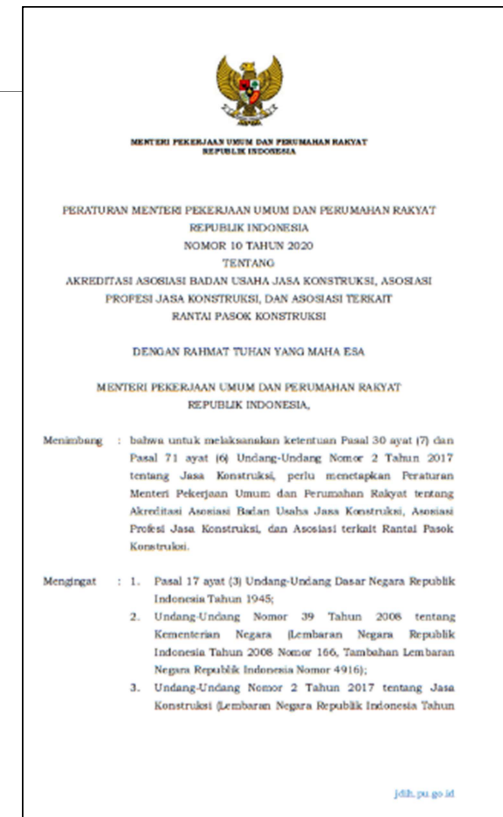 MENTERI PEKERJAAN UMUM DAN PERUMAHAN RAKYAT
REPUBLIK INDONESIA
PERATURAN MENTERI PEKERJAAN UMUM DAN PERUMAHAN RAKYAT
REPUBLIK INDONESIA
NOMOR 10 TAHUN 2020
TENTANG
AKREDITASI ASOSIASI BADAN USAHA JASA KONSTRUKSI, ASOSIASI
PROFESI JASA KONSTRUKSI, DAN ASOSIASI TERKAIT
RANTAI PASOK KONSTRUKSI
DENGAN RAHMAT TUHAN YANG MAHA ESA
MENTERI PEKERJAAN UMUM DAN PERUMAHAN RAKYAT
REPUBLIK INDONESIA,
Menimbang : bahwa untuk melaksanakan ketentuan Pasal 30 ayat (7) dan
Pasal 71 ayat (6) Undang-Undang Nomor 2 Tahun 2017
tentang Jasa Konstruksi, perlu menetapkan Peraturan
Menteri Pekerjaan Umum dan Perumahan Rakyat tentang
Akreditasi Asosiasi Badan Usaha Jasa Konstruksi, Asosiasi
Profesi Jasa Konstruksi, dan Asosiasi terkait Rantai Pasok
Konstruksi.
Mengingat : 1. Pasal 17 ayat (3) Undang-Undang Dasar Negara Republik
Indonesia Tahun 1945;
2. Undang-Undang Nomor 39 Tahun 2008 tentang
Kementerian Negara (Lembaran Negara Republik
Indonesia Tahun 2008 Nomor 166, Tambahan Lembaran
Negara Republik Indonesia Nomor 4916);
3. Undang-Undang Nomor 2 Tahun 2017 tentang Jasa
Konstruksi (Lembaran Negara Republik Indonesia Tahun
jdih.pu.go.id